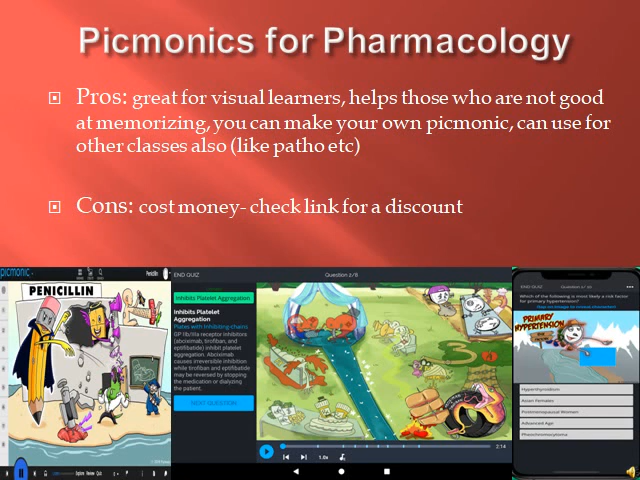 Picmonics for Pharmacology
Pros: great for visual learners, helps those who are not good
at memorizing, you can make your own picmonic, can use for
other classes also (like patho etc)
Cons: cost money- check link for a discount
picmonic
Penicillin
PENICILLIN
END QUIZ
Question 2/8
Inhibits Platelet Aggregation
Inhibits Platelet
Aggregation
Plates with Inhibiting-chains
GP IIb/IIIa receptor inhibitors
(abciximab, tirofiban, and
eptifibatide) inhibit platelet
aggregation. Abciximab
causes irreversible inhibition
while tirofiban and eptifibatide
may be reversed by stopping
the medication or dialyzing
the patient.
NEXT QUESTION
1.0x
2:14
END QUIZ
Which of the following is most likely a risk factor
for primary hypertension?
PRIMARY
HYPERTENSION
Hyperthyroidism
Asian Females
Postmenopausal Women
Advanced Age
Pheochromocytoma
Explore Review Quiz